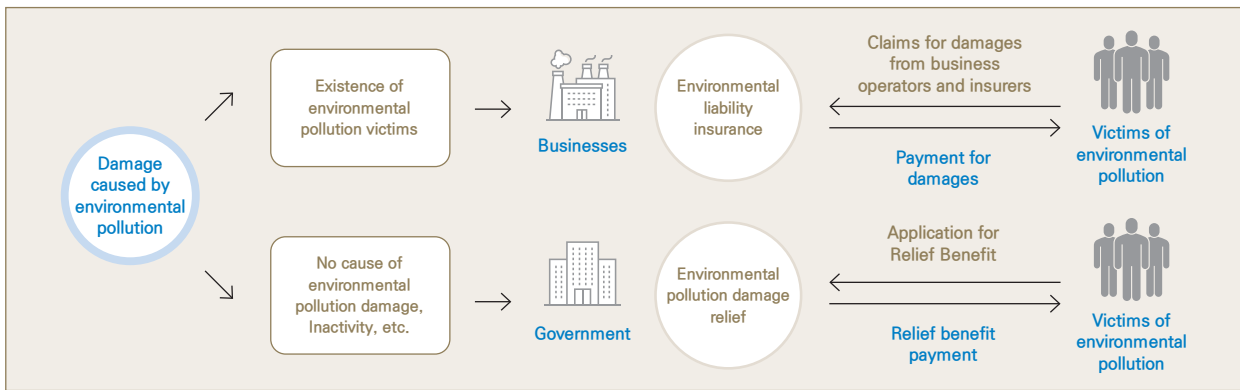 Damage
caused by
environmental
pollution
Existence of
environmental
pollution victims
Businesses
Environmental
liability
insurance
Claims for damages
from business
operators and insurers
Payment for
damages
Victims of
environmental
pollution
No cause of
environmental
pollution damage,
Inactivity, etc.
Government
Environmental
pollution damage
relief
Application for
Relief Benefit
Relief benefit
payment
Victims of
environmental
pollution